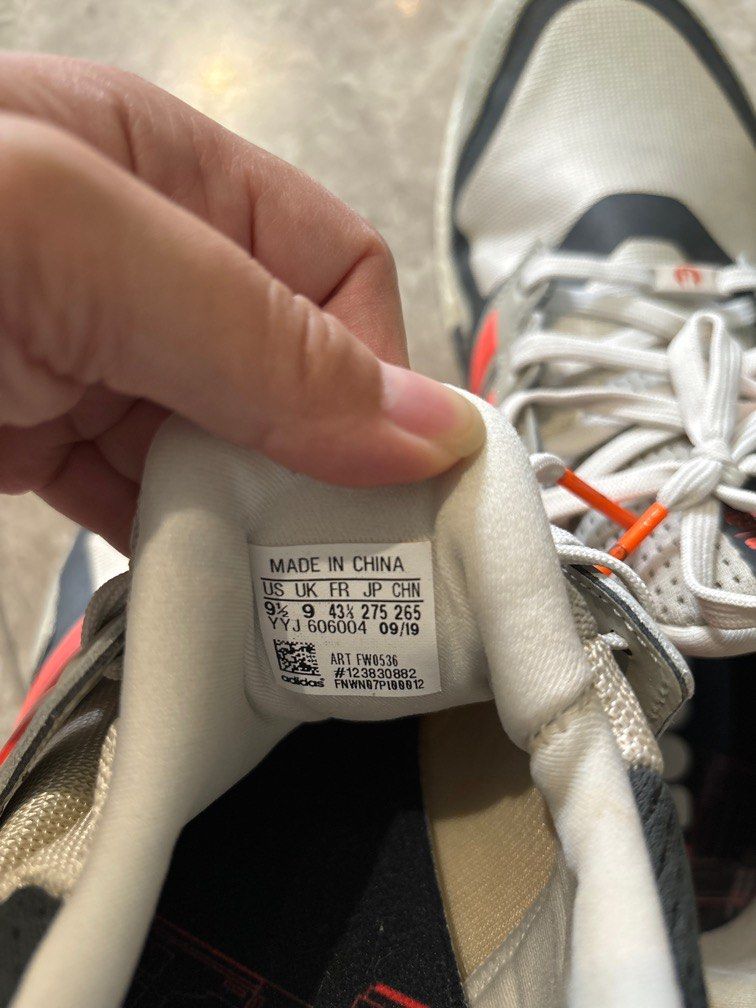 MADE IN CHINA
US UK FR JP CHN
9½ 9 43⅓ 275 265
YYJ 606004 09/19
ART FW0536
#123830882
adidas
FNWN07PI00012